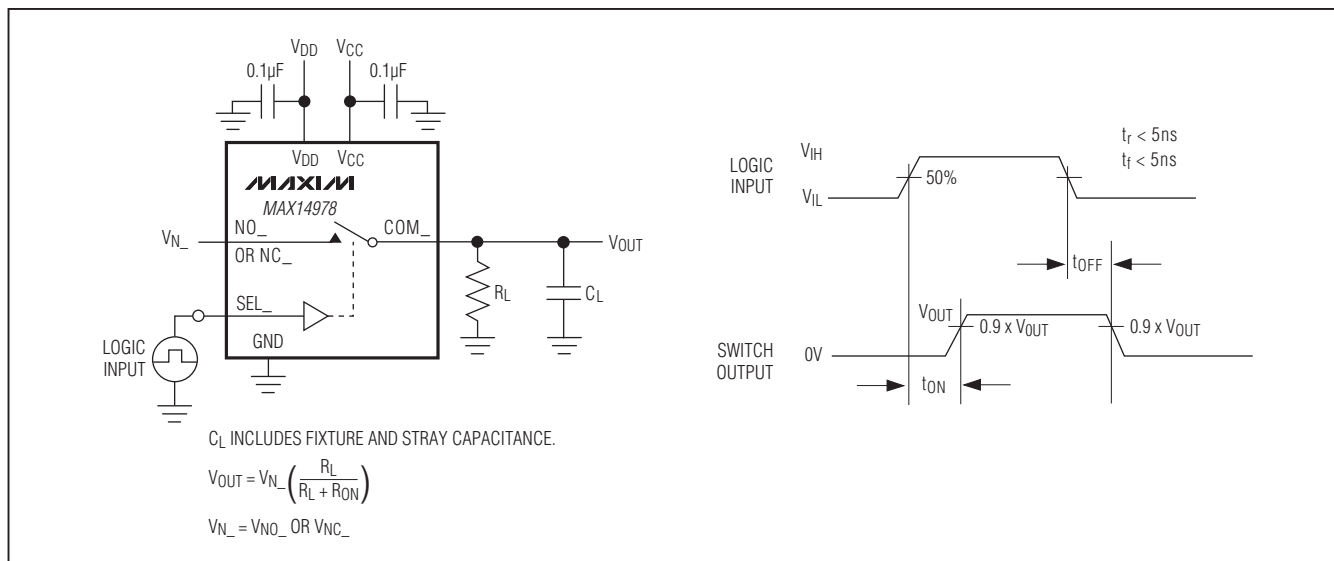 VDD VCC
0.1µF 0.1µF
VDD VCC
MAXIM
MAX14978
VN_ NO_ COM_ VOUT
OR NC_
RL CL
SEL_
GND
LOGIC
INPUT
CL INCLUDES FIXTURE AND STRAY CAPACITANCE.
VOUT = VN_ ( RL / RL + RON )
VN_ = VNO_ OR VNC_
LOGIC
INPUT
VIH
VIL
50%
tr < 5ns
tf < 5ns
tOFF
VOUT
0.9 x VOUT 0.9 x VOUT
SWITCH
OUTPUT
0V
tON